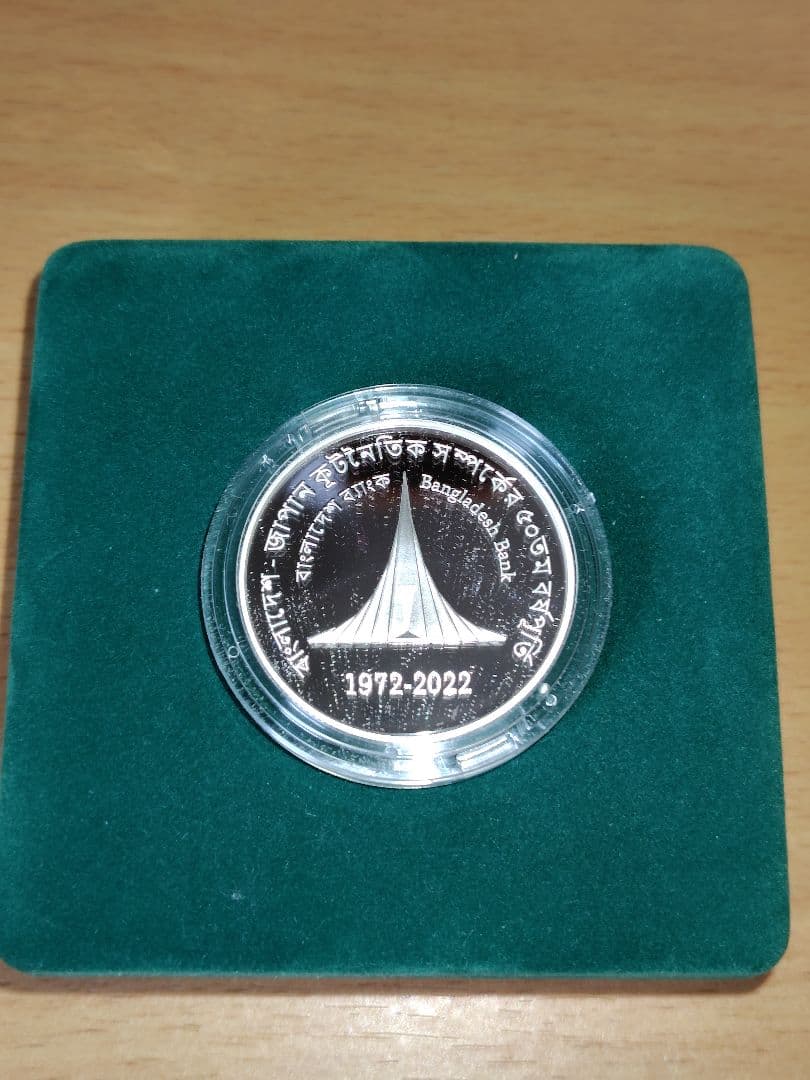 বাংলাদেশ - জাপান কূটনৈতিক সম্পর্কের ৫০তম বর্ষপূর্তি
বাংলাদেশ ব্যাংক
Bangladesh Bank
1972-2022